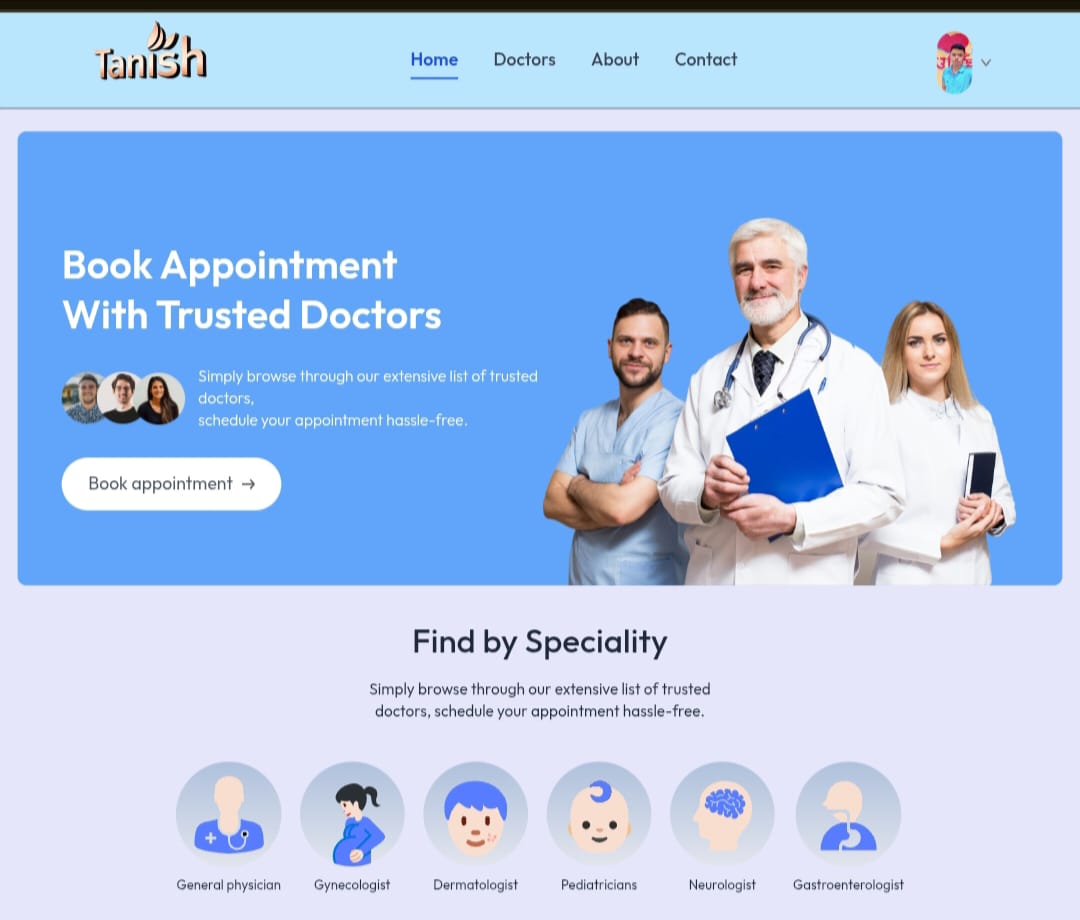 Tanish
Home Doctors About Contact
Book Appointment
With Trusted Doctors
Simply browse through our extensive list of trusted
doctors,
schedule your appointment hassle-free.
Book appointment →
Find by Speciality
Simply browse through our extensive list of trusted
doctors, schedule your appointment hassle-free.
General physician Gynecologist Dermatologist Pediatricians Neurologist Gastroenterologist